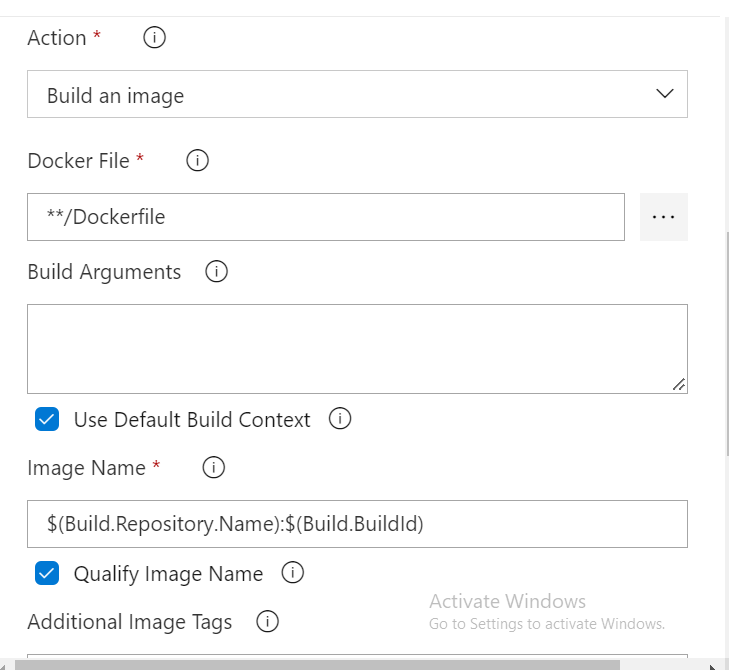 Action *
Build an image
Docker File *
**/Dockerfile
...
Build Arguments
Use Default Build Context
Image Name *
$(Build.Repository.Name):$(Build.BuildId)
Qualify Image Name
Activate Windows
Additional Image Tags
Go to Settings to activate Windows.